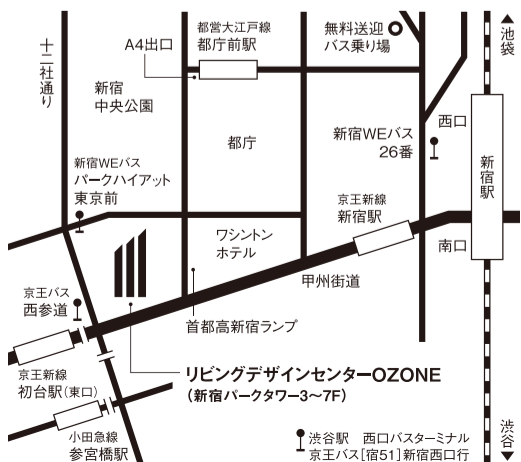 十二社通り
都営大江戸線
都庁前駅
A4出口
無料送迎
バス乗り場
▲池袋
新宿
中央公園
都庁
西口
新宿WEバス
26番
新宿駅
新宿WEバス
パークハイアット
東京前
京王新線
新宿駅
ワシントン
ホテル
南口
甲州街道
京王バス
西参道
首都高新宿ランプ
京王新線
初台駅(東口)
リビングデザインセンターOZONE
(新宿パークタワー3〜7F)
小田急線
参宮橋駅
渋谷駅 西口バスターミナル
京王バス[宿51]新宿西口行
渋谷▼